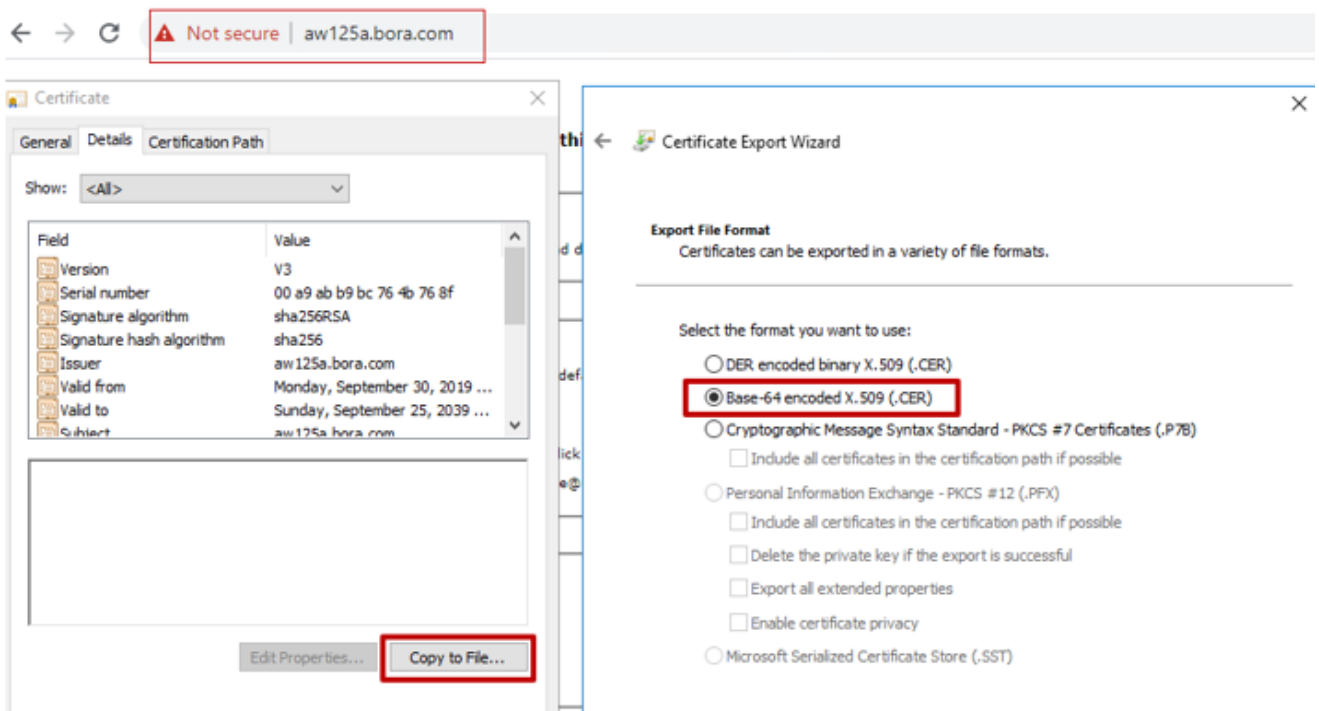 Not secure | aw125a.bora.com
Certificate
General Details Certification Path
Show: <All>
Field Value
Version V3
Serial number 00 a9 ab b9 bc 76 4b 76 8f
Signature algorithm sha256RSA
Signature hash algorithm sha256
Issuer aw125a.bora.com
Valid from Monday, September 30, 2019 ...
Valid to Sunday, September 25, 2039 ...
Subject aw125a.bora.com
Edit Properties... Copy to File...
thi
d d
def
lick
e@
Certificate Export Wizard
Export File Format
Certificates can be exported in a variety of file formats.
Select the format you want to use:
DER encoded binary X.509 (.CER)
Base-64 encoded X.509 (.CER)
Cryptographic Message Syntax Standard - PKCS #7 Certificates (.P7B)
Include all certificates in the certification path if possible
Personal Information Exchange - PKCS #12 (.PFX)
Include all certificates in the certification path if possible
Delete the private key if the export is successful
Export all extended properties
Enable certificate privacy
Microsoft Serialized Certificate Store (.SST)